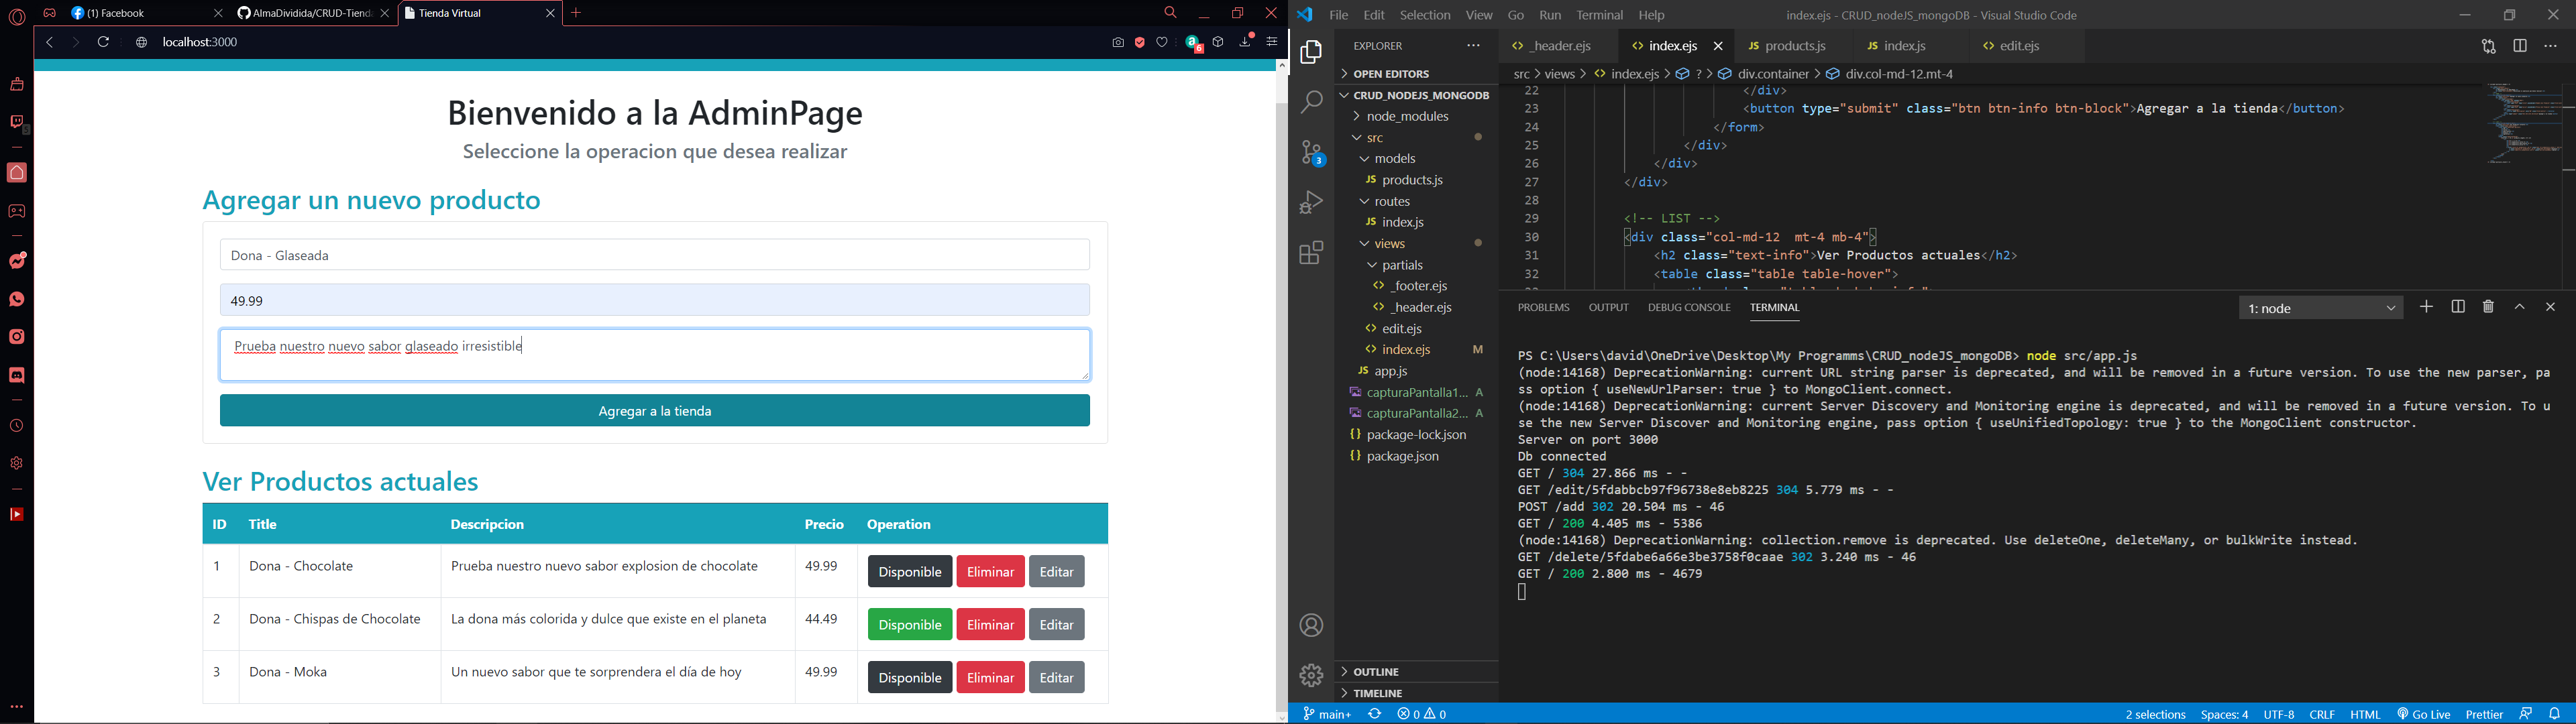 (1) Facebook
AlmaDividida/CRUD-Tiend
Tienda Virtual
localhost:3000
6
Bienvenido a la AdminPage
Seleccione la operacion que desea realizar
Agregar un nuevo producto
Dona - Glaseada
49.99
Prueba nuestro nuevo sabor glaseado irresistible
Agregar a la tienda
Ver Productos actuales
ID Title Descripcion Precio Operation
1 Dona - Chocolate Prueba nuestro nuevo sabor explosion de chocolate 49.99 Disponible Eliminar Editar
2 Dona - Chispas de Chocolate La dona más colorida y dulce que existe en el planeta 44.49 Disponible Eliminar Editar
3 Dona - Moka Un nuevo sabor que te sorprendera el día de hoy 49.99 Disponible Eliminar Editar
File Edit Selection View Go Run Terminal Help
index.ejs - CRUD_nodeJS_mongoDB - Visual Studio Code
EXPLORER
OPEN EDITORS
CRUD_NODEJS_MONGODB
node_modules
src
models
JS products.js
routes
JS index.js
views
partials
<> _footer.ejs
<> _header.ejs
<> edit.ejs
<> index.ejs M
JS app.js
capturaPantalla1... A
capturaPantalla2... A
{} package-lock.json
{} package.json
OUTLINE
TIMELINE
3
<> _header.ejs <> index.ejs JS products.js JS index.js <> edit.ejs
src > views > <> index.ejs > ? > div.container > div.col-md-12.mt-4
22 </div>
23 <button type="submit" class="btn btn-info btn-block">Agregar a la tienda</button>
24 </form>
25 </div>
26 </div>
27 </div>
28
29 <!-- LIST -->
30 <div class="col-md-12  mt-4 mb-4">
31 <h2 class="text-info">Ver Productos actuales</h2>
32 <table class="table table-hover">
PROBLEMS OUTPUT DEBUG CONSOLE TERMINAL
1: node
PS C:\Users\david\OneDrive\Desktop\My Programms\CRUD_nodeJS_mongoDB> node src/app.js
(node:14168) DeprecationWarning: current URL string parser is deprecated, and will be removed in a future version. To use the new parser, pa
ss option { useNewUrlParser: true } to MongoClient.connect.
(node:14168) DeprecationWarning: current Server Discovery and Monitoring engine is deprecated, and will be removed in a future version. To u
se the new Server Discover and Monitoring engine, pass option { useUnifiedTopology: true } to the MongoClient constructor.
Server on port 3000
Db connected
GET / 304 27.866 ms - -
GET /edit/5fdabbcb97f96738e8eb8225 304 5.779 ms - -
POST /add 302 20.504 ms - 46
GET / 200 4.405 ms - 5386
(node:14168) DeprecationWarning: collection.remove is deprecated. Use deleteOne, deleteMany, or bulkWrite instead.
GET /delete/5fdabe6a66e3be3758f0caae 302 3.240 ms - 46
GET / 200 2.800 ms - 4679
main+ 0 0
2 selections Spaces: 4 UTF-8 CRLF HTML Go Live Prettier